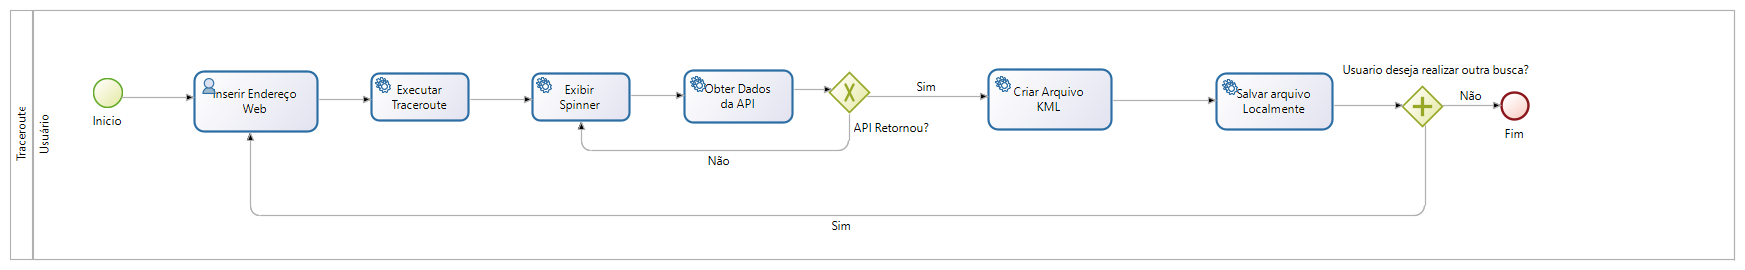 Traceroute
Usuário
Inicio
Inserir Endereço
Web
Executar
Traceroute
Exibir
Spinner
Obter Dados
da API
API Retornou?
Sim
Não
Criar Arquivo
KML
Salvar arquivo
Localmente
Usuario deseja realizar outra busca?
Não
Fim
Sim